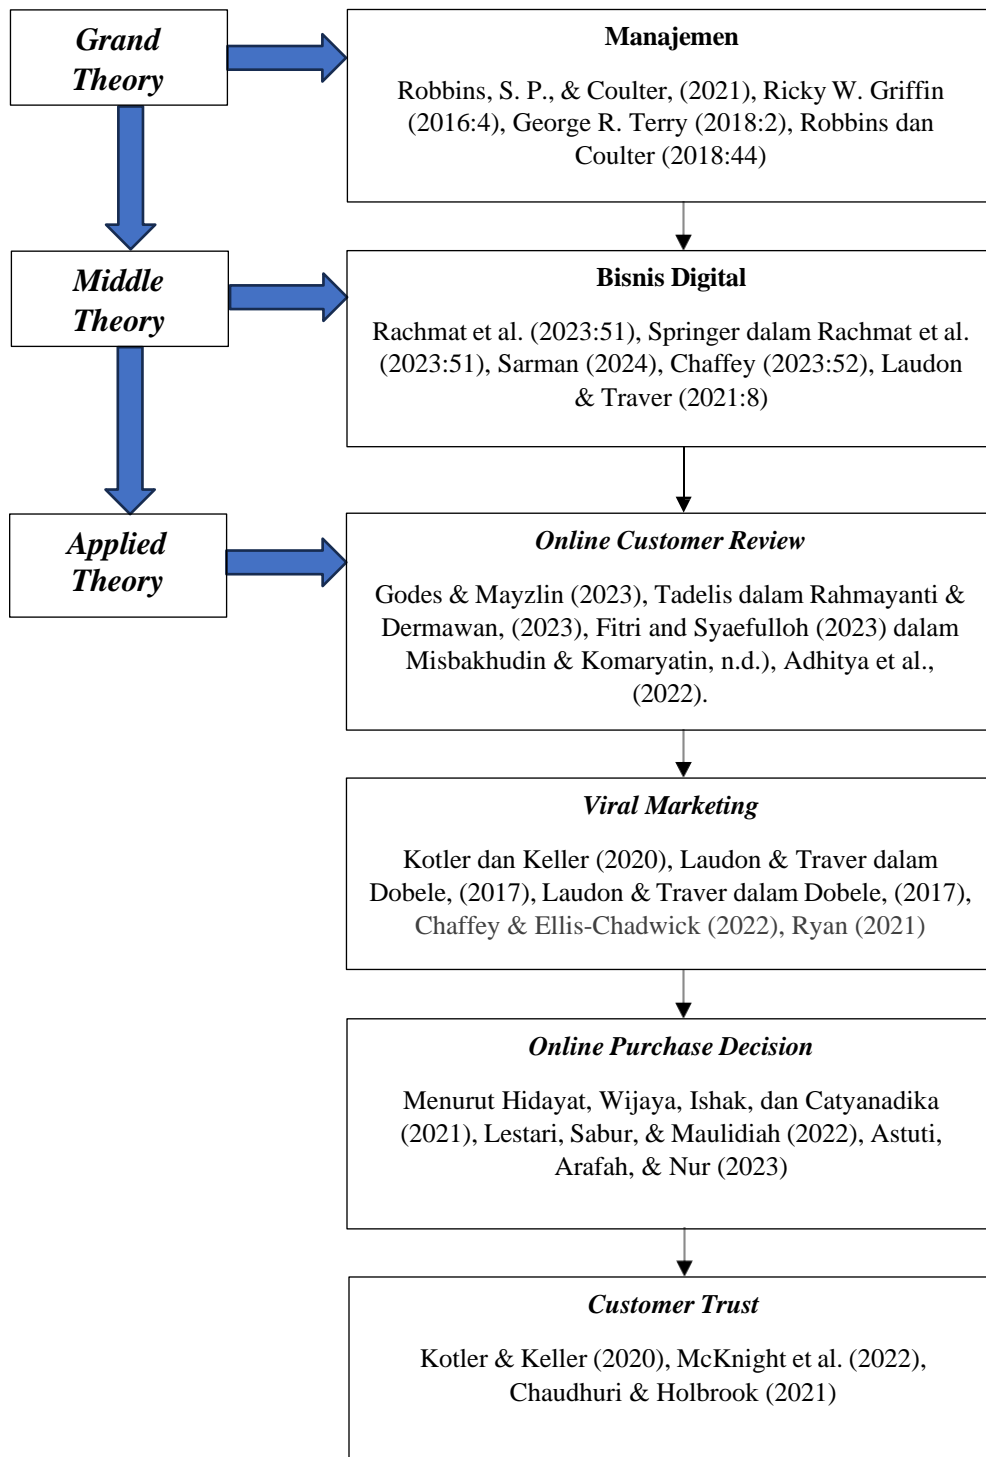 Grand
Theory
Manajemen
Robbins, S. P., & Coulter, (2021), Ricky W. Griffin
(2016:4), George R. Terry (2018:2), Robbins dan
Coulter (2018:44)
Middle
Theory
Bisnis Digital
Rachmat et al. (2023:51), Springer dalam Rachmat et al.
(2023:51), Sarman (2024), Chaffey (2023:52), Laudon
& Traver (2021:8)
Applied
Theory
Online Customer Review
Godes & Mayzlin (2023), Tadelis dalam Rahmayanti &
Dermawan, (2023), Fitri and Syaefulloh (2023) dalam
Misbakhudin & Komaryatin, n.d.), Adhitya et al.,
(2022).
Viral Marketing
Kotler dan Keller (2020), Laudon & Traver dalam
Dobele, (2017), Laudon & Traver dalam Dobele, (2017),
Chaffey & Ellis-Chadwick (2022), Ryan (2021)
Online Purchase Decision
Menurut Hidayat, Wijaya, Ishak, dan Catyanadika
(2021), Lestari, Sabur, & Maulidiah (2022), Astuti,
Arafah, & Nur (2023)
Customer Trust
Kotler & Keller (2020), McKnight et al. (2022),
Chaudhuri & Holbrook (2021)